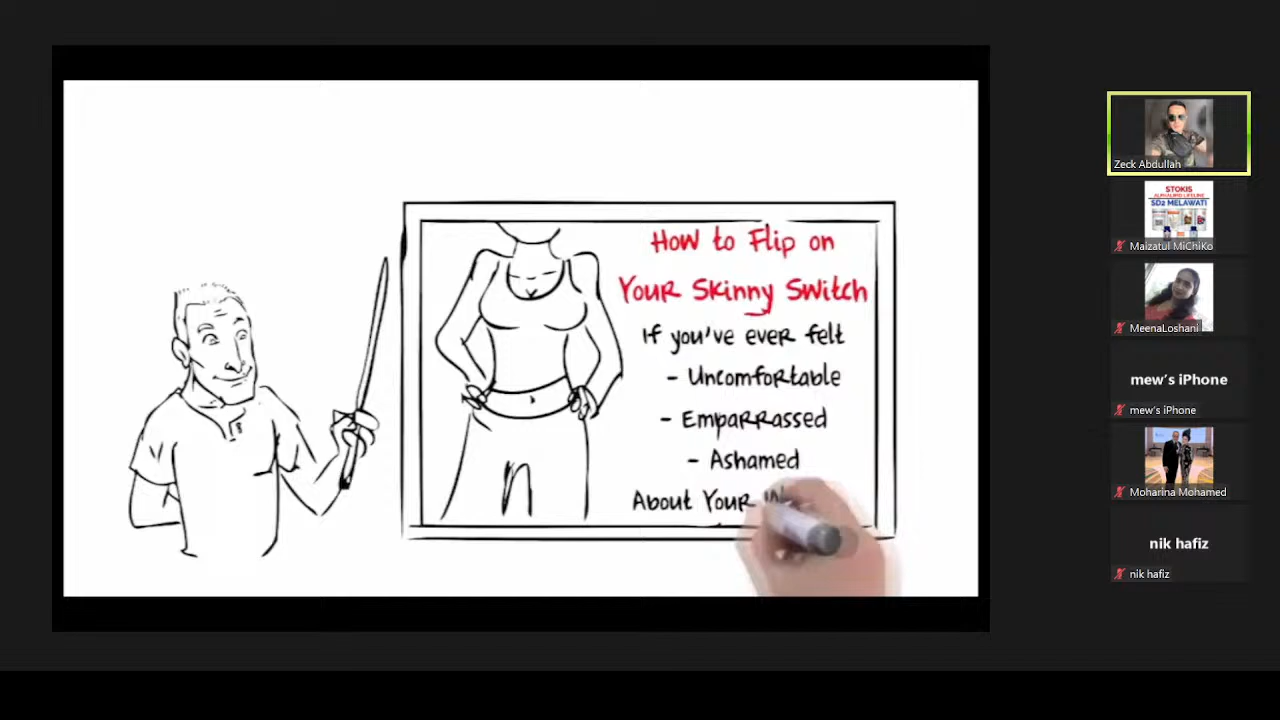 How to Flip on
Your Skinny Switch
If you've ever felt
- Uncomfortable
- Emparrassed
- Ashamed
About Your
Zeck Abdullah
STOKIS
SD2 MELAWATI
Maizatul MiChiKo
MeenaLoshani
mew's iPhone
mew's iPhone
Moharina Mohamed
nik hafiz
nik hafiz